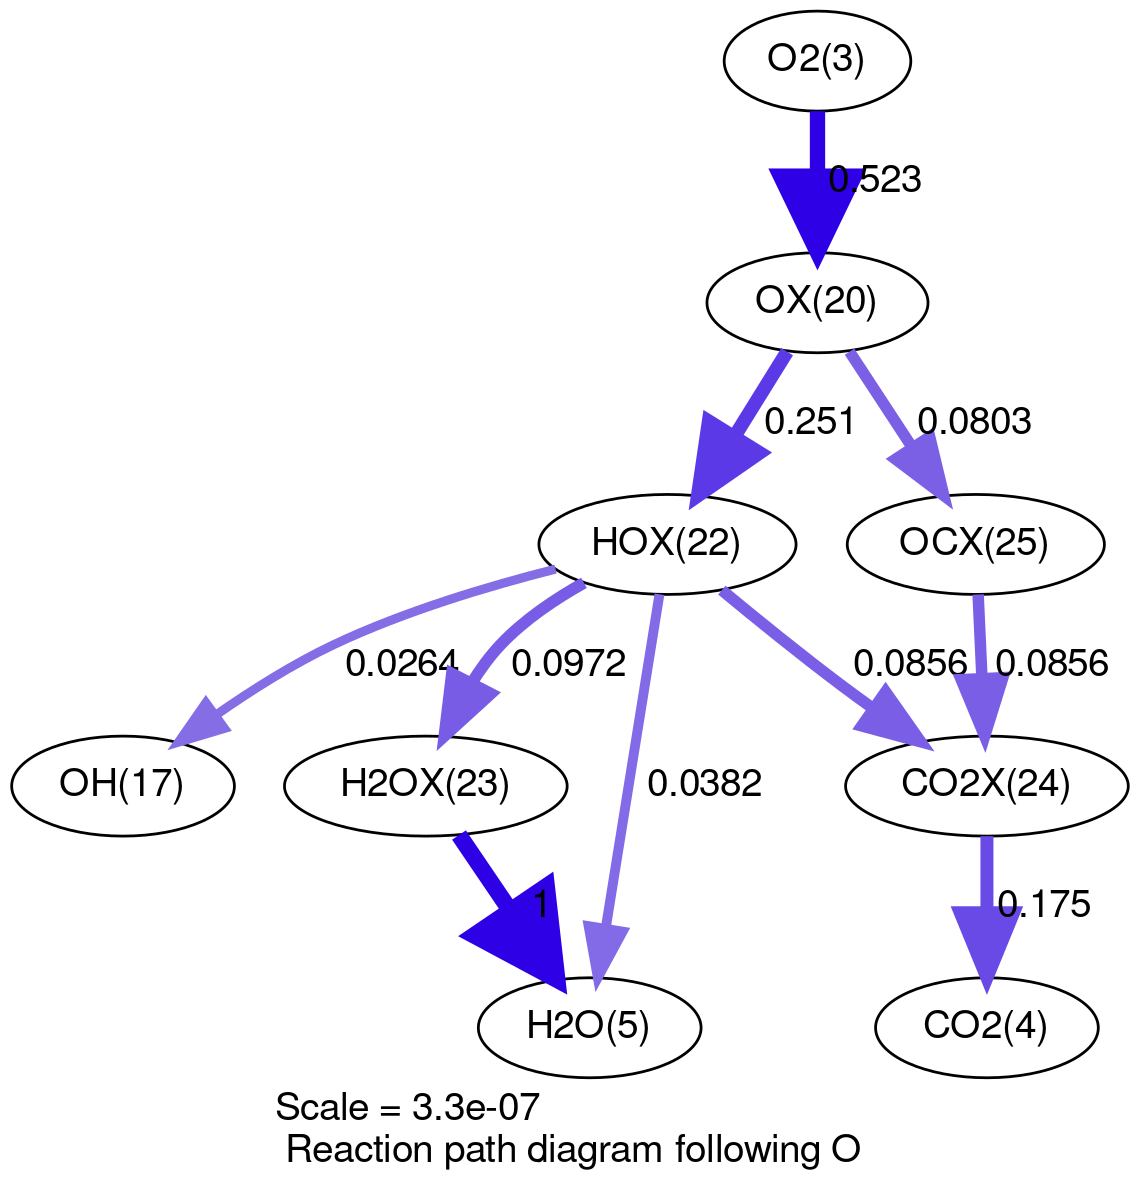 O2(3)
0.523
OX(20)
0.251
0.0803
HOX(22)
OCX(25)
0.0264
0.0972
0.0856
0.0856
OH(17)
H2OX(23)
0.0382
CO2X(24)
1
0.175
H2O(5)
CO2(4)
Scale = 3.3e-07
Reaction path diagram following O